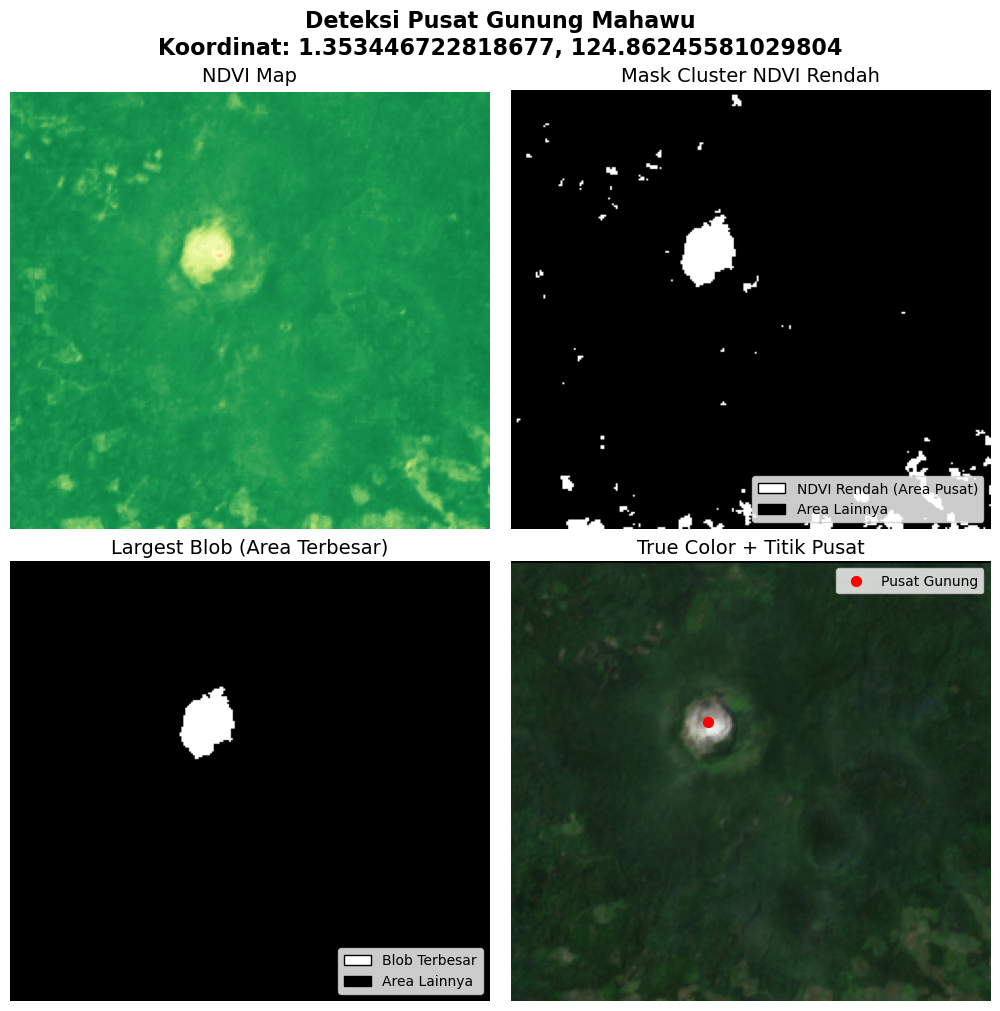 Deteksi Pusat Gunung Mahawu
Koordinat: 1.353446722818677, 124.86245581029804
NDVI Map
Mask Cluster NDVI Rendah
NDVI Rendah (Area Pusat)
Area Lainnya
Largest Blob (Area Terbesar)
True Color + Titik Pusat
Pusat Gunung
Blob Terbesar
Area Lainnya